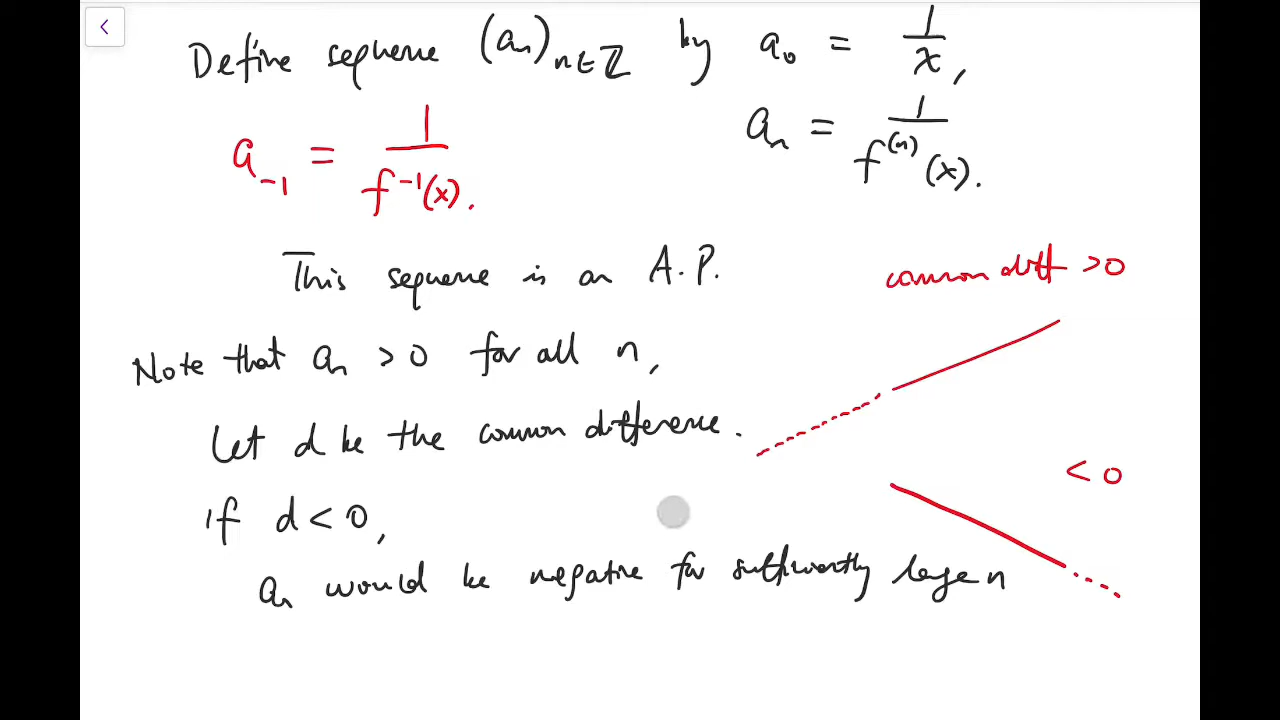 Define sequence (aₙ)ₙ∈ℤ by a₀ = 1/x,
a₋₁ = 1/f⁻¹(x).
aₙ = 1/f⁽ⁿ⁾(x).
This sequence is an A.P.
common diff >0
Note that aₙ > 0 for all n,
Let d be the common difference.
< 0
if d < 0,
aₙ would be negative for sufficiently large n